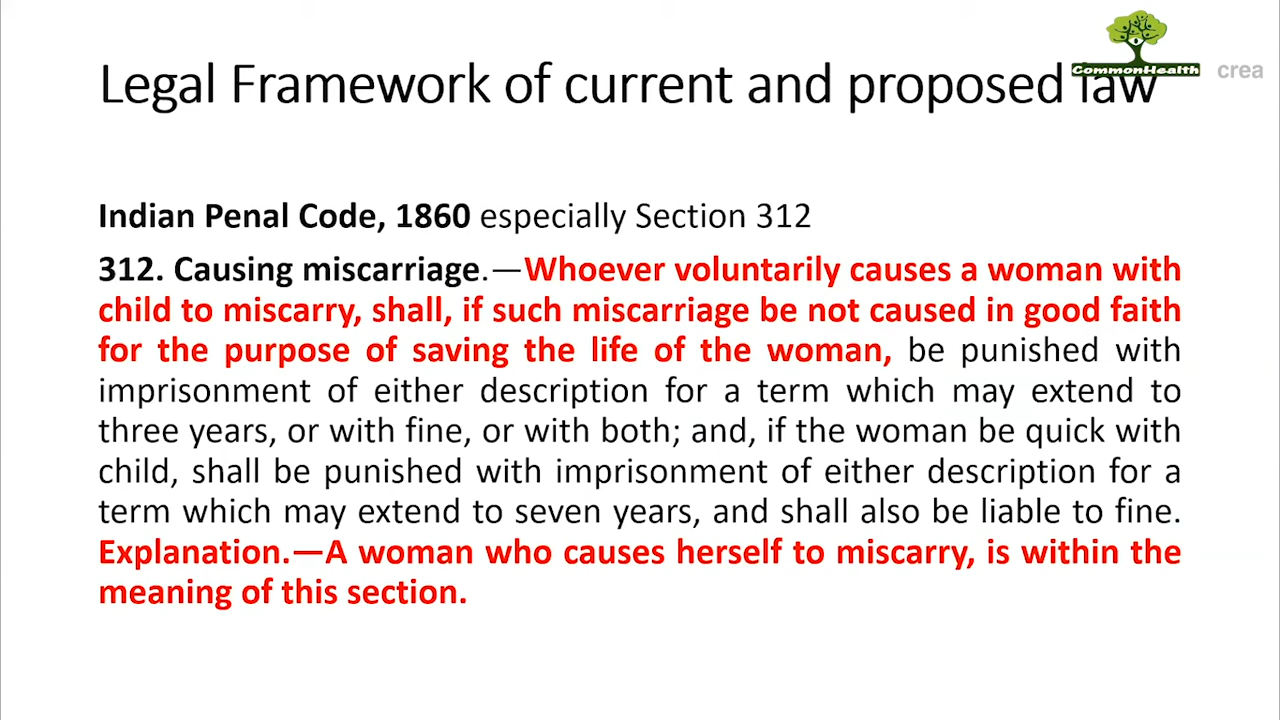 CommonHealth
crea
Legal Framework of current and proposed law
Indian Penal Code, 1860 especially Section 312
312. Causing miscarriage.—Whoever voluntarily causes a woman with
child to miscarry, shall, if such miscarriage be not caused in good faith
for the purpose of saving the life of the woman, be punished with
imprisonment of either description for a term which may extend to
three years, or with fine, or with both; and, if the woman be quick with
child, shall be punished with imprisonment of either description for a
term which may extend to seven years, and shall also be liable to fine.
Explanation.—A woman who causes herself to miscarry, is within the
meaning of this section.